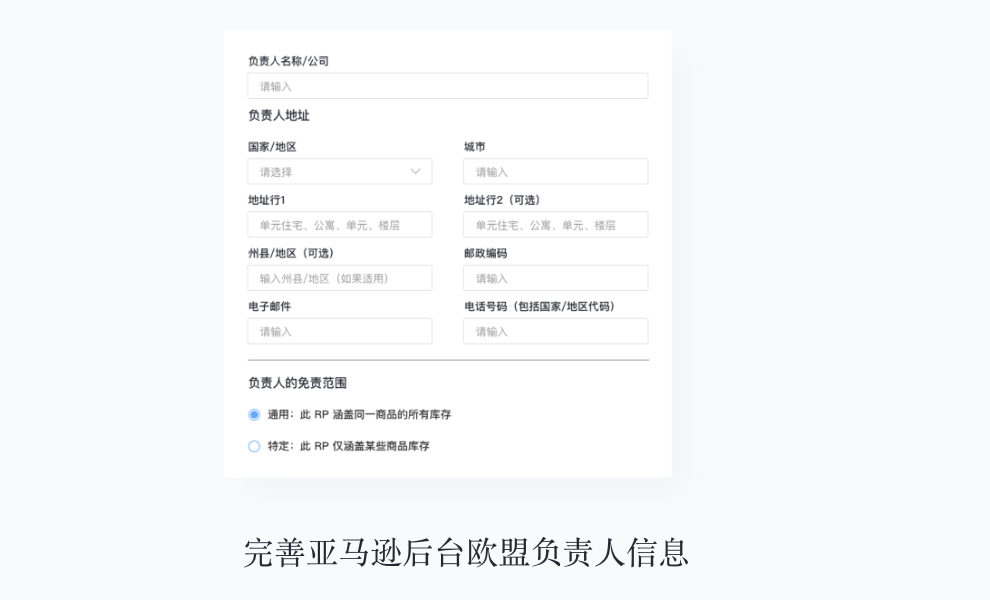 负责人名称/公司
请输入
负责人地址
国家/地区 城市
请选择 请输入
地址行1 地址行2（可选）
单元住宅、公寓、单元、楼层 单元住宅、公寓、单元、楼层
州县/地区（可选） 邮政编码
输入州县/地区（如果适用） 请输入
电子邮件 电话号码（包括国家/地区代码）
请输入 请输入
负责人的免责范围
通用：此 RP 涵盖同一商品的所有库存
特定：此 RP 仅涵盖某些商品库存
完善亚马逊后台欧盟负责人信息